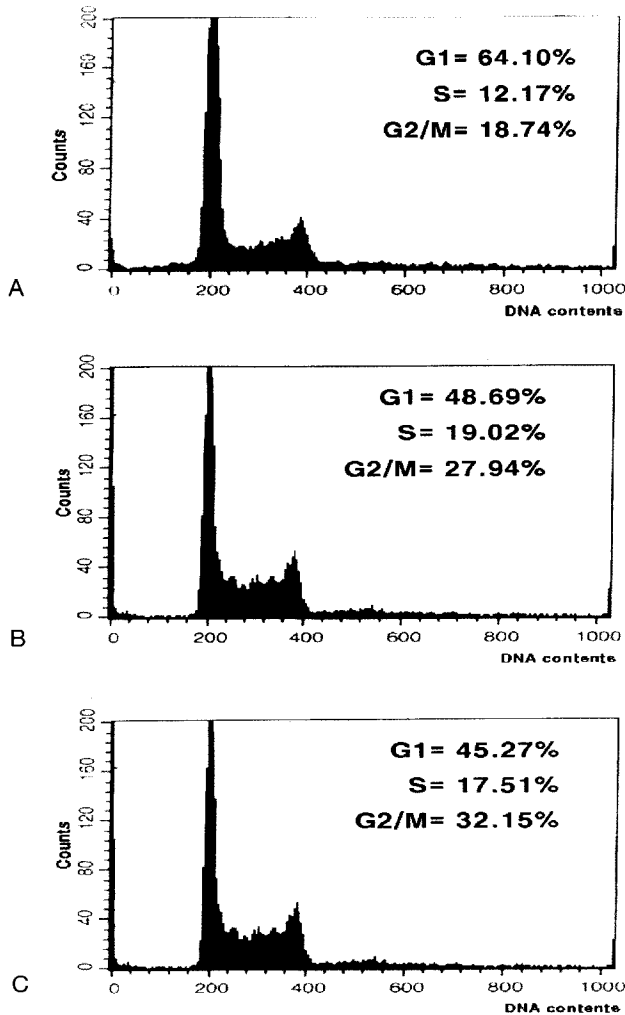 200
160
120
80
40
0
Counts
G1= 64.10%
S= 12.17%
G2/M= 18.74%
A
0 200 400 600 800 1000
DNA contents
200
160
120
80
40
0
Counts
G1= 48.69%
S= 19.02%
G2/M= 27.94%
B
0 200 400 600 800 1000
DNA contents
200
160
120
80
40
0
Counts
G1= 45.27%
S= 17.51%
G2/M= 32.15%
C
0 200 400 600 800 1000
DNA contents